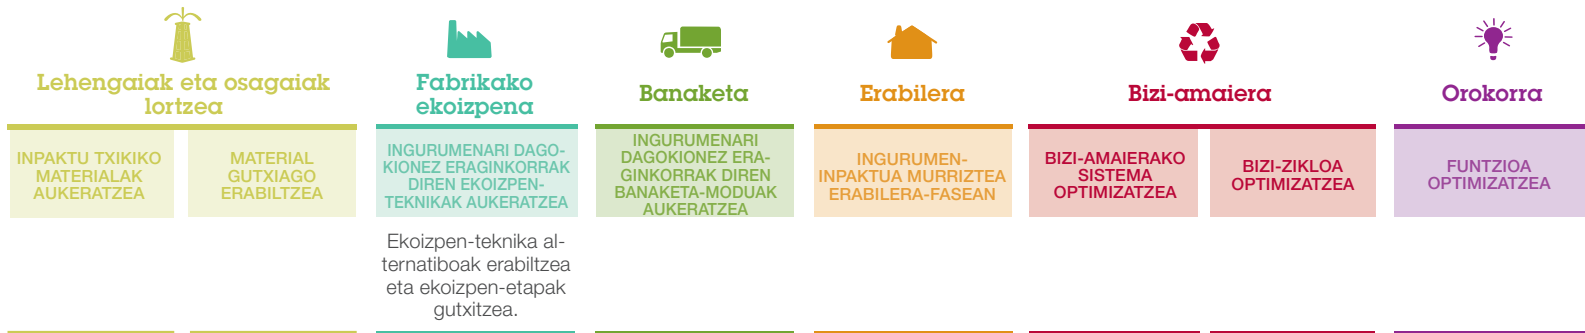 Lehengaiak eta osagaiak
lortzea
Fabrikako
ekoizpena
Banaketa
Erabilera
Bizi-amaiera
Orokorra
INPAKTU TXIKIKO
MATERIALAK
AUKERATZEA
MATERIAL
GUTXIAGO
ERABILTZEA
INGURUMENARI DAGO-
KIONEZ ERAGINKORRAK
DIREN EKOIZPEN-
TEKNIKAK AUKERATZEA
INGURUMENARI
DAGOKIONEZ ERA-
GINKORRAK DIREN
BANAKETA-MODUAK
AUKERATZEA
INGURUMEN-
INPAKTUA MURRIZTEA
ERABILERA-FASEAN
BIZI-AMAIERAKO
SISTEMA
OPTIMIZATZEA
BIZI-ZIKLOA
OPTIMIZATZEA
FUNTZIOA
OPTIMIZATZEA
Ekoizpen-teknika al-
ternatiboak erabiltzea
eta ekoizpen-etapak
gutxitzea.